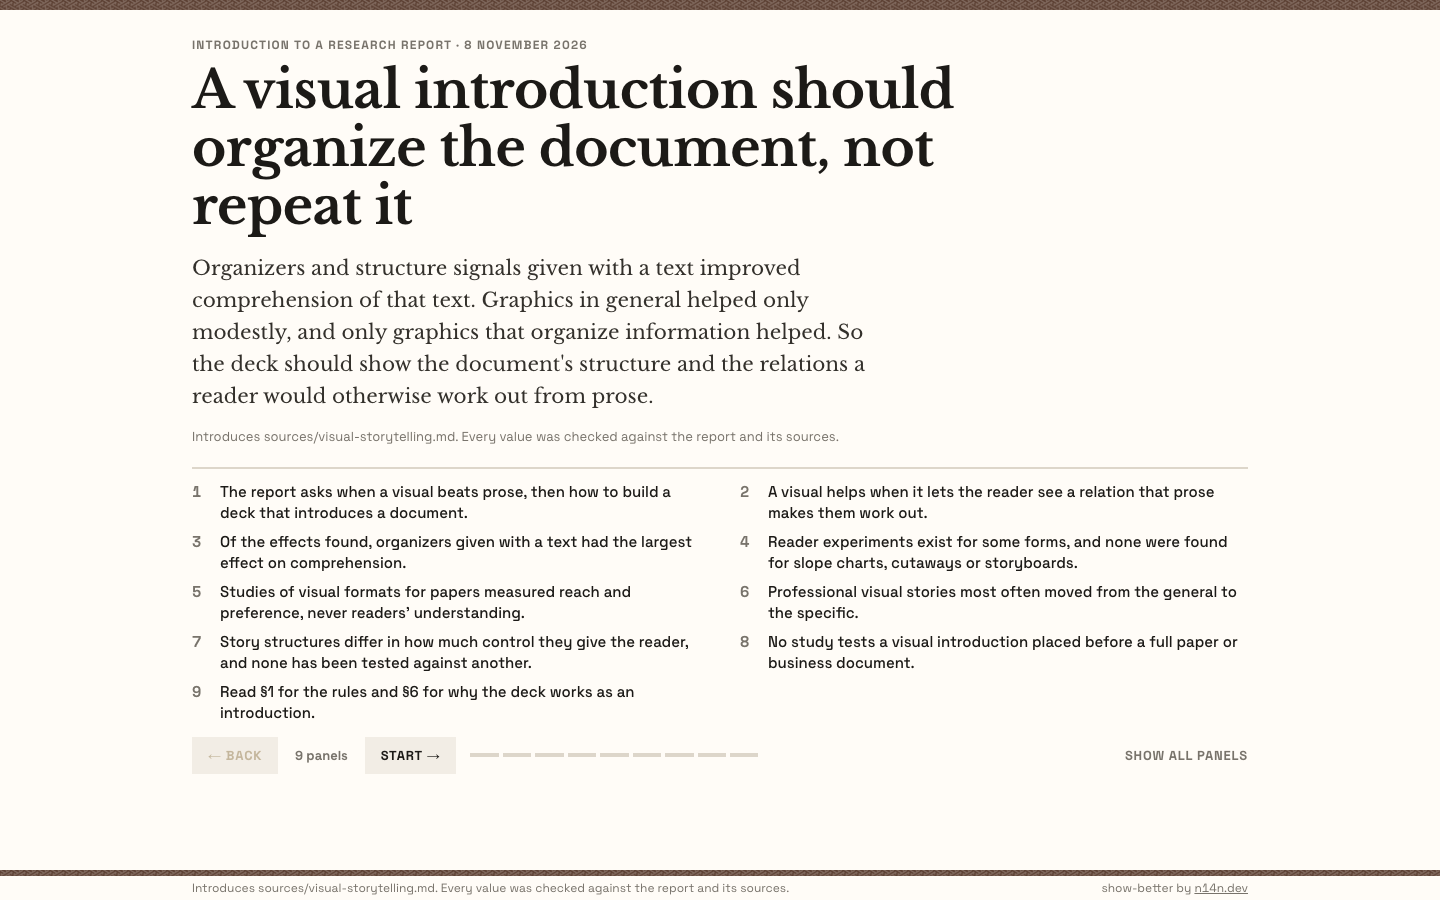 INTRODUCTION TO A RESEARCH REPORT · 8 NOVEMBER 2026
A visual introduction should
organize the document, not
repeat it
Organizers and structure signals given with a text improved
comprehension of that text. Graphics in general helped only
modestly, and only graphics that organize information helped. So
the deck should show the document's structure and the relations a
reader would otherwise work out from prose.
Introduces sources/visual-storytelling.md. Every value was checked against the report and its sources.
1 The report asks when a visual beats prose, then how to build a
deck that introduces a document.
2 A visual helps when it lets the reader see a relation that prose
makes them work out.
3 Of the effects found, organizers given with a text had the largest
effect on comprehension.
4 Reader experiments exist for some forms, and none were found
for slope charts, cutaways or storyboards.
5 Studies of visual formats for papers measured reach and
preference, never readers’ understanding.
6 Professional visual stories most often moved from the general to
the specific.
7 Story structures differ in how much control they give the reader,
and none has been tested against another.
8 No study tests a visual introduction placed before a full paper or
business document.
9 Read §1 for the rules and §6 for why the deck works as an
introduction.
← BACK 9 panels START → SHOW ALL PANELS
Introduces sources/visual-storytelling.md. Every value was checked against the report and its sources. show-better by n14n.dev